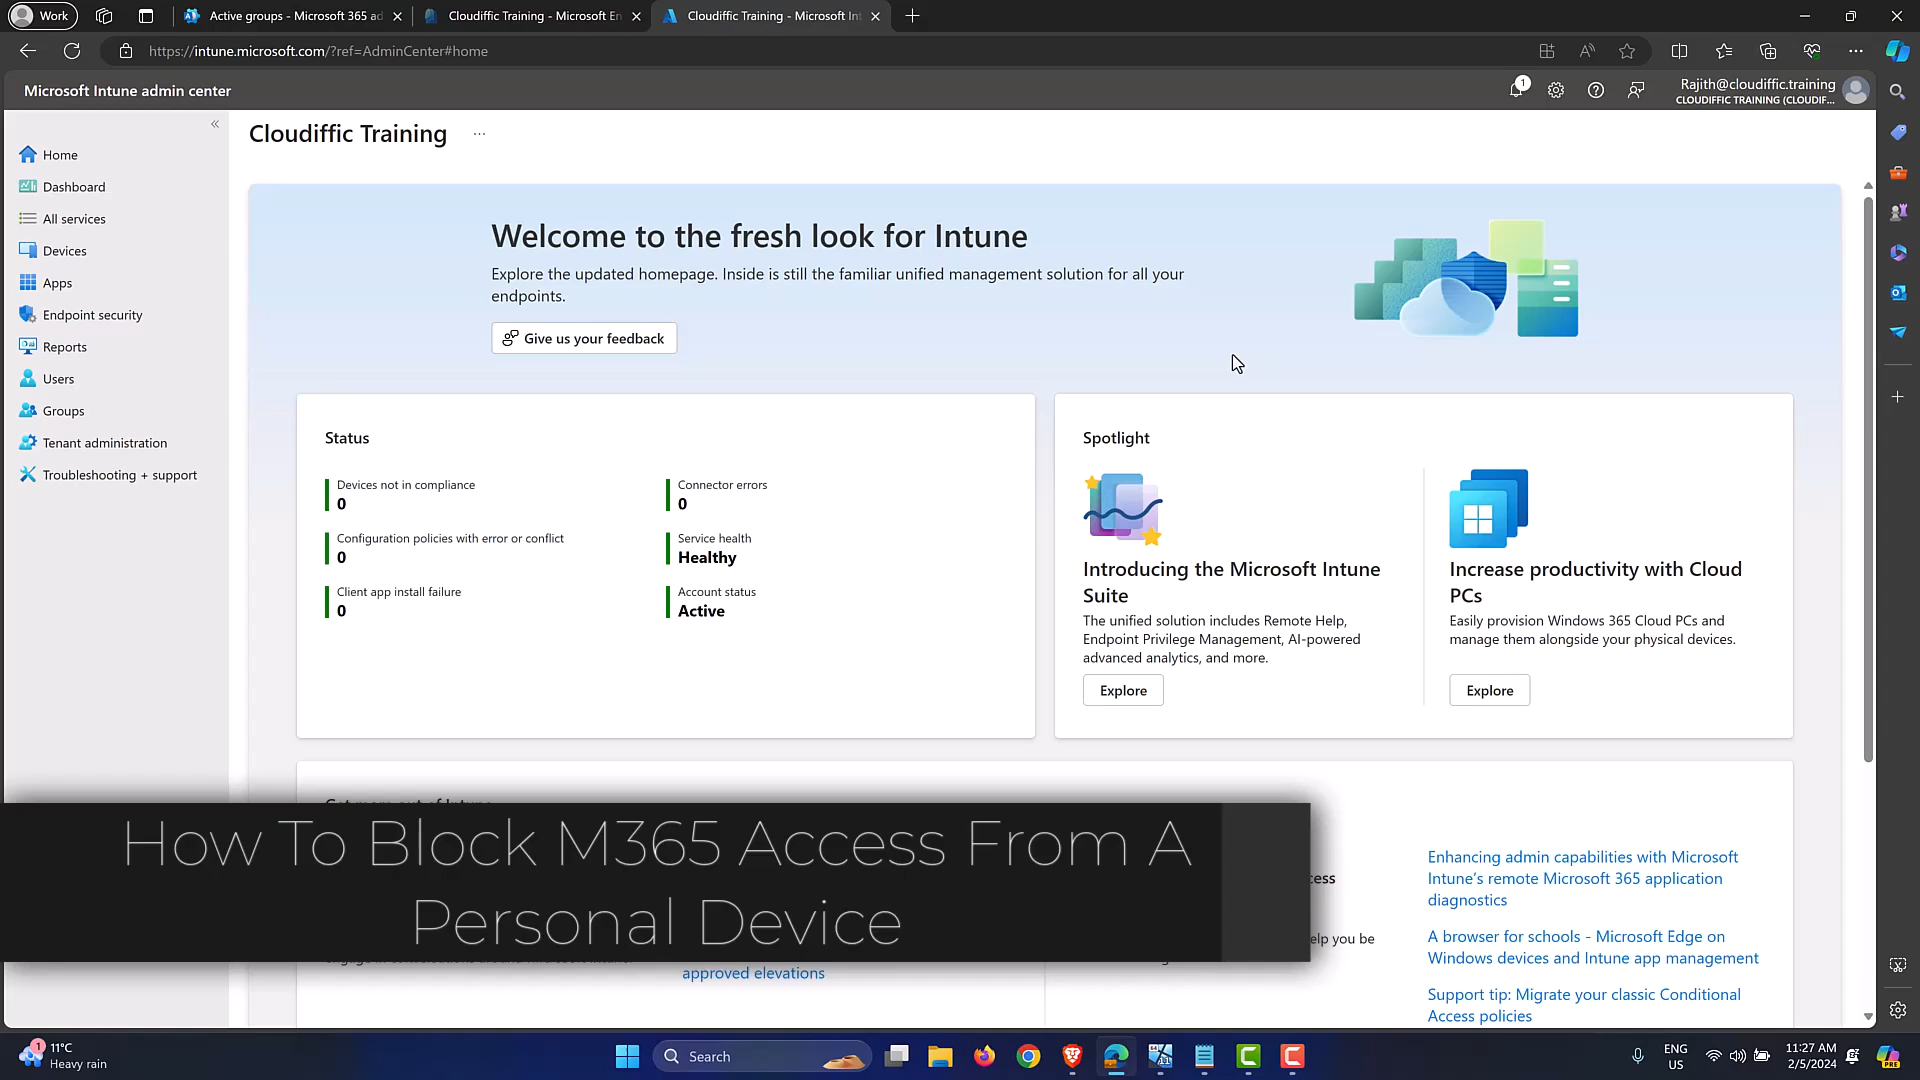 Work
Active groups - Microsoft 365 ad
Cloudiffic Training - Microsoft En
Cloudiffic Training - Microsoft Int
https://intune.microsoft.com/?ref=AdminCenter#home
Microsoft Intune admin center
1
Rajith@cloudiffic.training
CLOUDIFFIC TRAINING (CLOUDIF...
Home
Dashboard
All services
Devices
Apps
Endpoint security
Reports
Users
Groups
Tenant administration
Troubleshooting + support
Cloudiffic Training
Welcome to the fresh look for Intune
Explore the updated homepage. Inside is still the familiar unified management solution for all your
endpoints.
Give us your feedback
Status
Devices not in compliance
0
Connector errors
0
Configuration policies with error or conflict
0
Service health
Healthy
Client app install failure
0
Account status
Active
Spotlight
Introducing the Microsoft Intune
Suite
The unified solution includes Remote Help,
Endpoint Privilege Management, AI-powered
advanced analytics, and more.
Explore
Increase productivity with Cloud
PCs
Easily provision Windows 365 Cloud PCs and
manage them alongside your physical devices.
Explore
How To Block M365 Access From A
Personal Device
approved elevations
cess
elp you be
Enhancing admin capabilities with Microsoft
Intune's remote Microsoft 365 application
diagnostics
A browser for schools - Microsoft Edge on
Windows devices and Intune app management
Support tip: Migrate your classic Conditional
Access policies
1
11°C
Heavy rain
Search
ENG
US
11:27 AM
2/5/2024
PRE